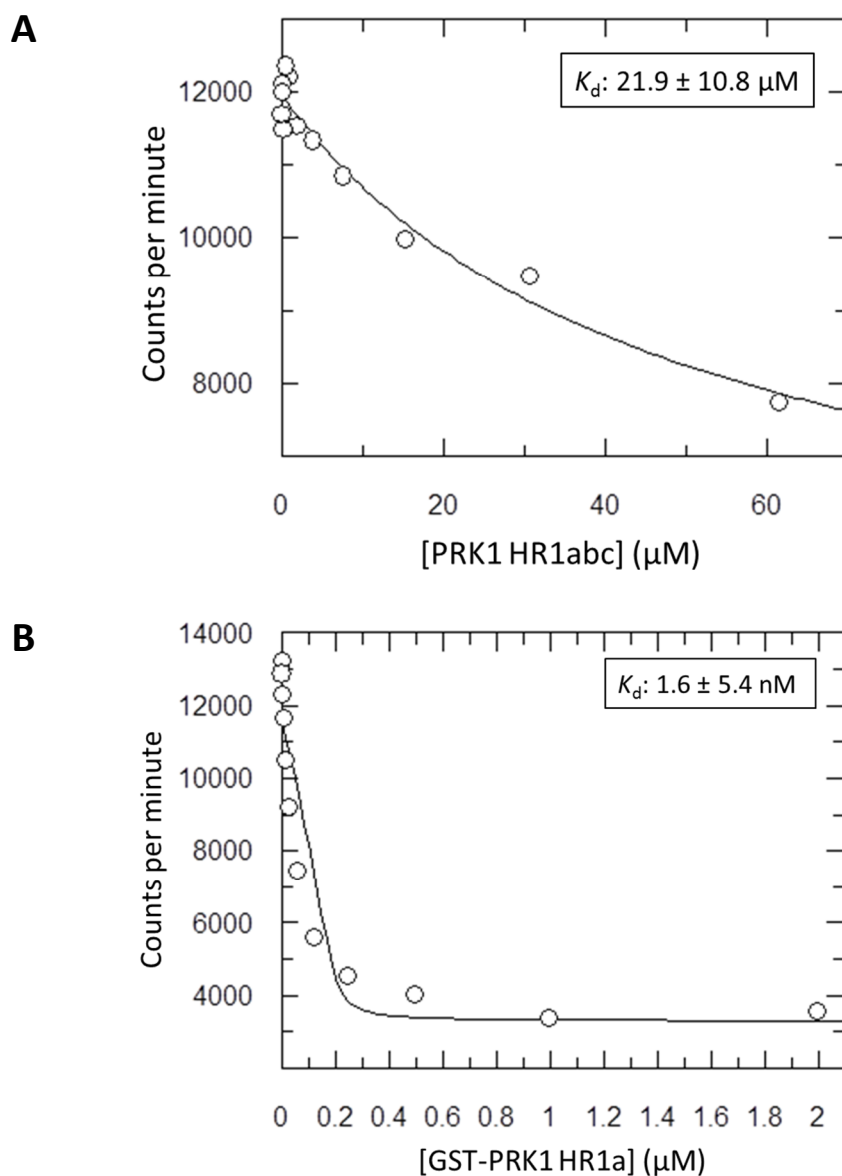 A
Kd: 21.9 ± 10.8 µM
Counts per minute
12000
10000
8000
0 20 40 60
[PRK1 HR1abc] (µM)
B
Kd: 1.6 ± 5.4 nM
Counts per minute
14000
12000
10000
8000
6000
4000
0 0.2 0.4 0.6 0.8 1 1.2 1.4 1.6 1.8 2
[GST-PRK1 HR1a] (µM)